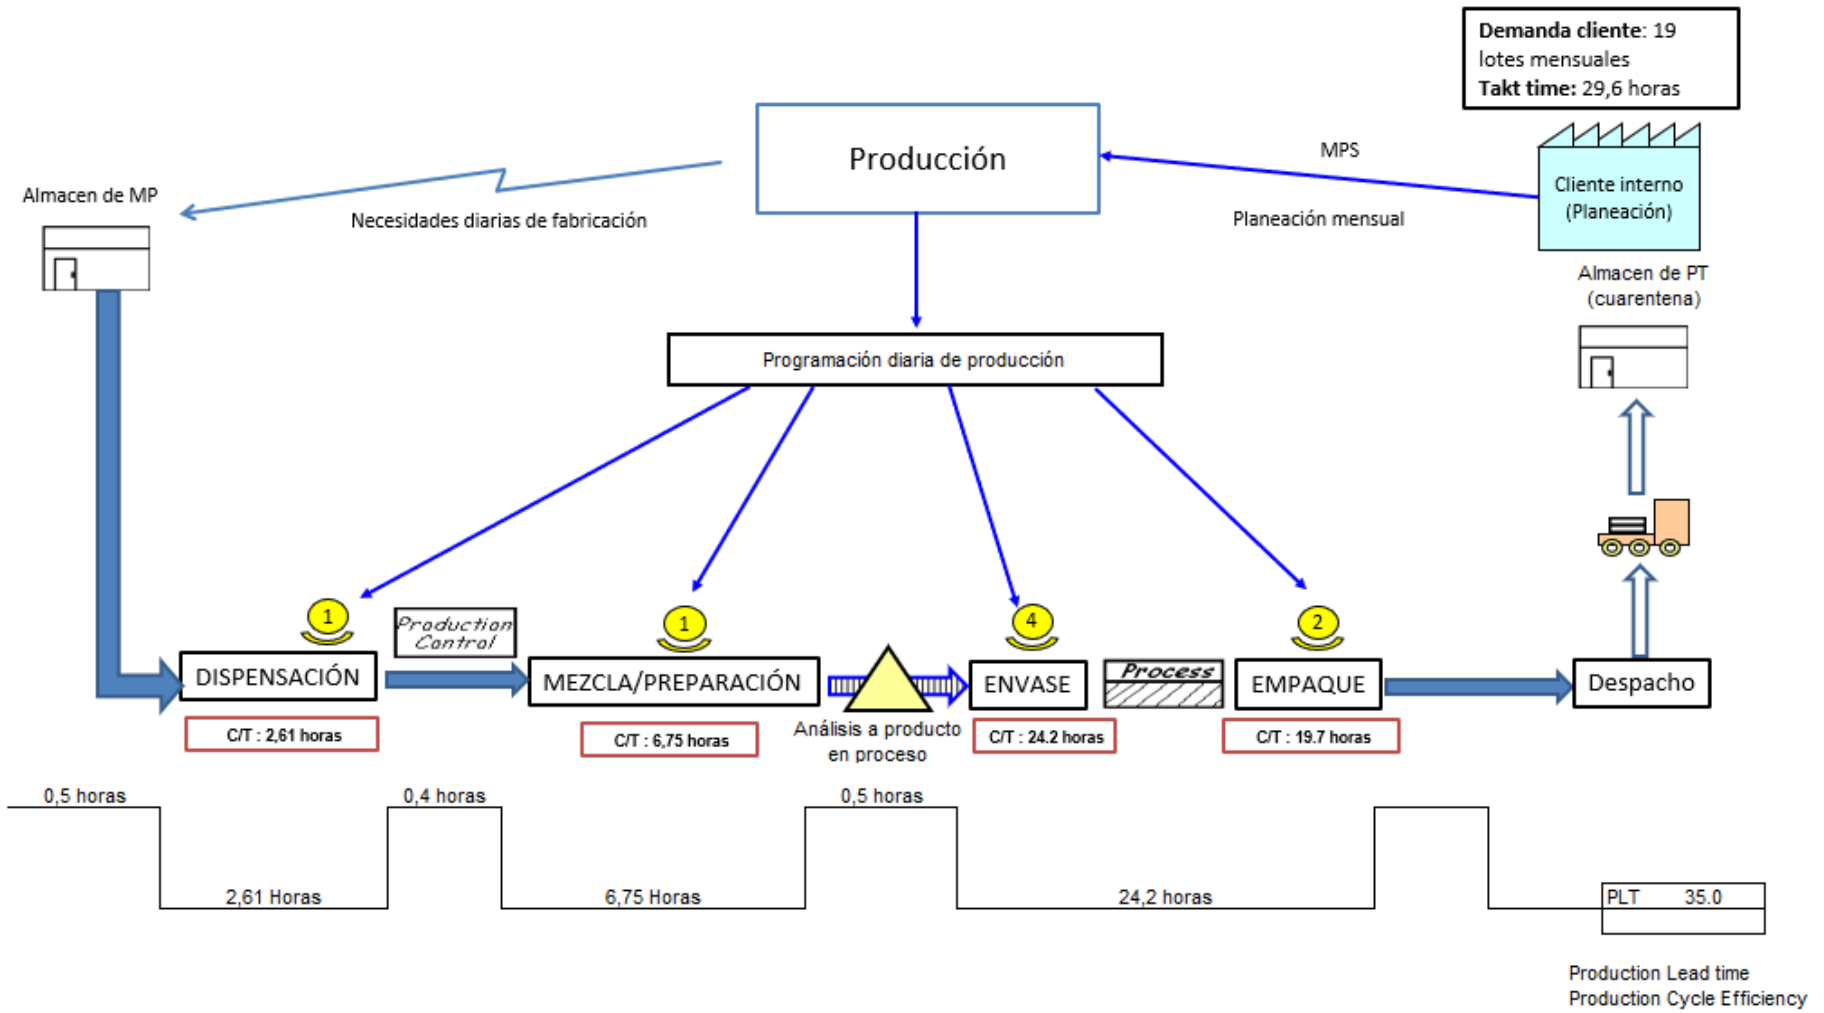 Demanda cliente: 19
lotes mensuales
Takt time: 29,6 horas
Producción
MPS
Cliente interno
(Planeación)
Almacen de MP
Necesidades diarias de fabricación
Planeación mensual
Almacen de PT
(cuarentena)
Programación diaria de producción
1
Production
Control
1
4
2
DISPENSACIÓN
MEZCLA/PREPARACIÓN
ENVASE
Process
EMPAQUE
Despacho
C/T : 2,61 horas
C/T : 6,75 horas
Análisis a producto
en proceso
C/T : 24.2 horas
C/T : 19.7 horas
0,5 horas
0,4 horas
0,5 horas
2,61 Horas
6,75 Horas
24,2 horas
PLT 35.0
Production Lead time
Production Cycle Efficiency